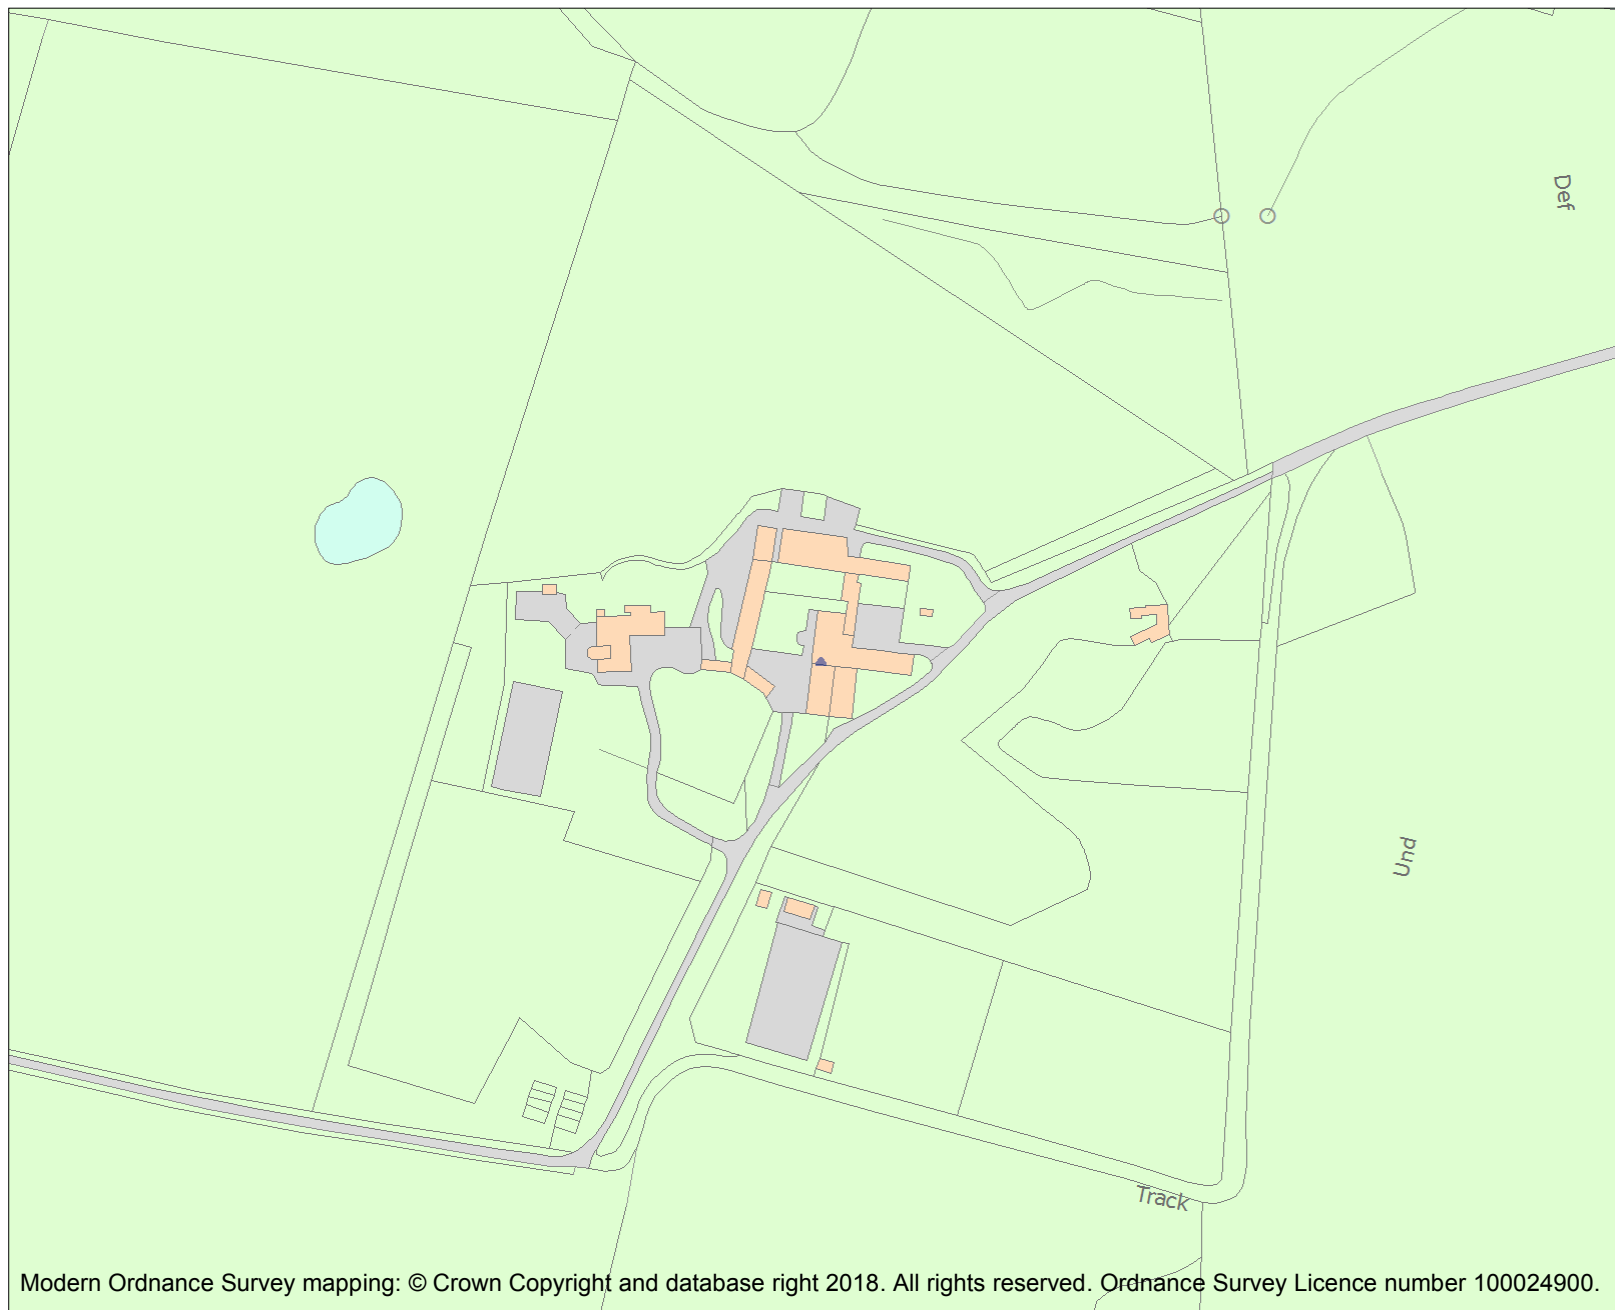 Def
Und
Track
Modern Ordnance Survey mapping: © Crown Copyright and database right 2018. All rights reserved. Ordnance Survey Licence number 100024900.